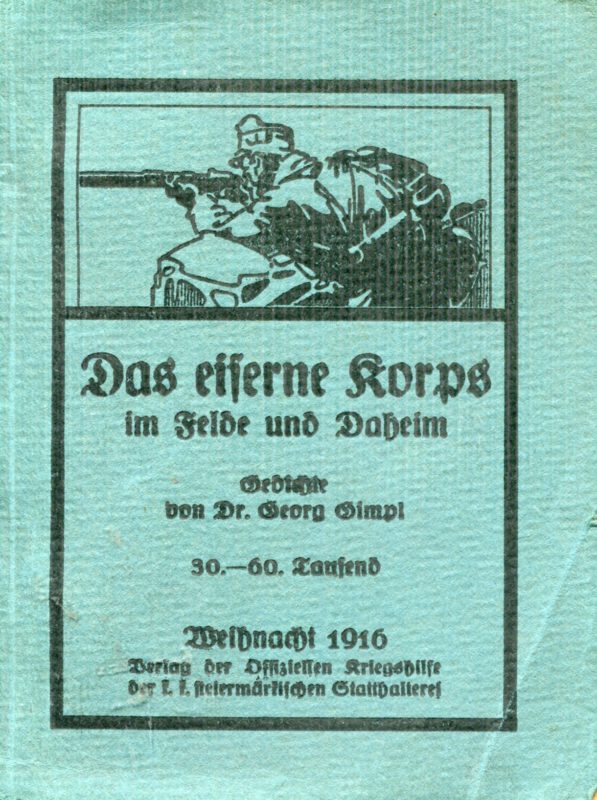 Das eiserne Korps
im Felde und Daheim
Gedichte
von Dr. Georg Gimpl
30.—60. Tausend
Weihnacht 1916
Verlag der Offiziellen Kriegshilfe
der k. k. steiermärkischen Statthalterei